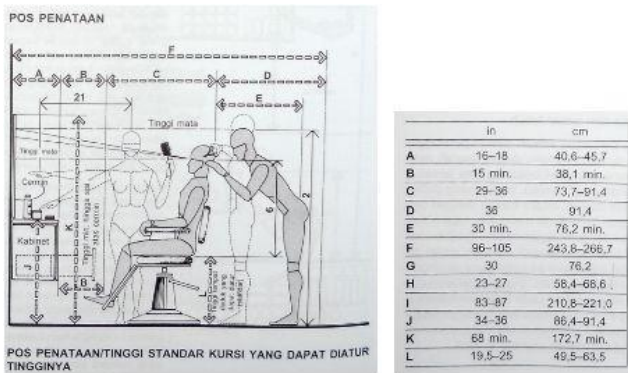 POS PENATAAN
F
A B C D
E
21
Tinggi mata
Tinggi mata
Cermin
K
2
6
Kabinet
J
B
POS PENATAAN/TINGGI STANDAR KURSI YANG DAPAT DIATUR
TINGGINYA
in cm
A 16–18 40,6–45,7
B 15 min. 38,1 min.
C 29–36 73,7–91,4
D 36 91,4
E 30 min. 76,2 min.
F 96–105 243,8–266,7
G 30 76,2
H 23–27 58,4–68,6
I 83–87 210,8–221,0
J 34–36 86,4–91,4
K 68 min. 172,7 min.
L 19,5–25 49,5–63,5